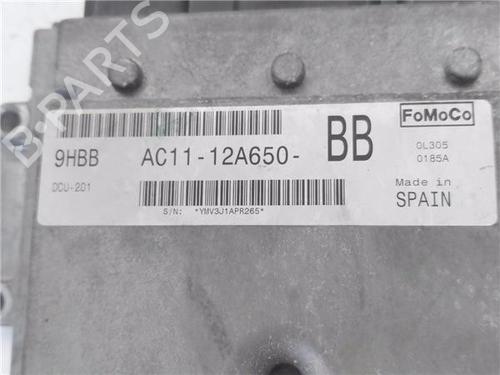 B-PARTS
9HBB AC11-12A650- BB
FoMoCo
0L305
0185A
DCU-201
Made in
SPAIN
S/N: *YMV3J1APR265*